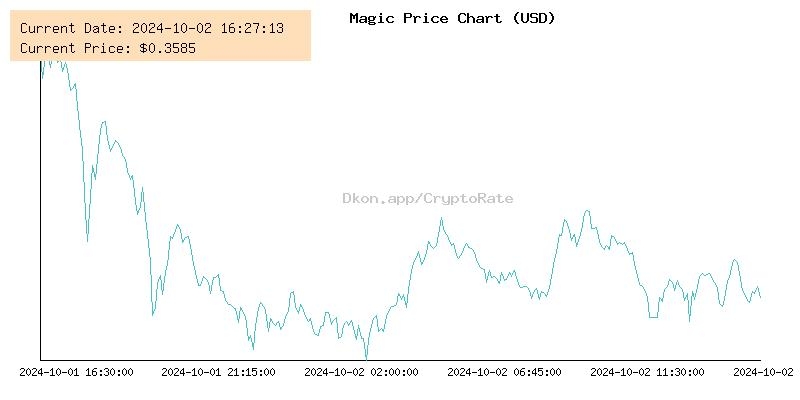 Magic Price Chart (USD)
Current Date: 2024-10-02 16:27:13
Current Price: $0.3585
Dkon.app/CryptoRate
2024-10-01 16:30:00 2024-10-01 21:15:00 2024-10-02 02:00:00 2024-10-02 06:45:00 2024-10-02 11:30:00 2024-10-02